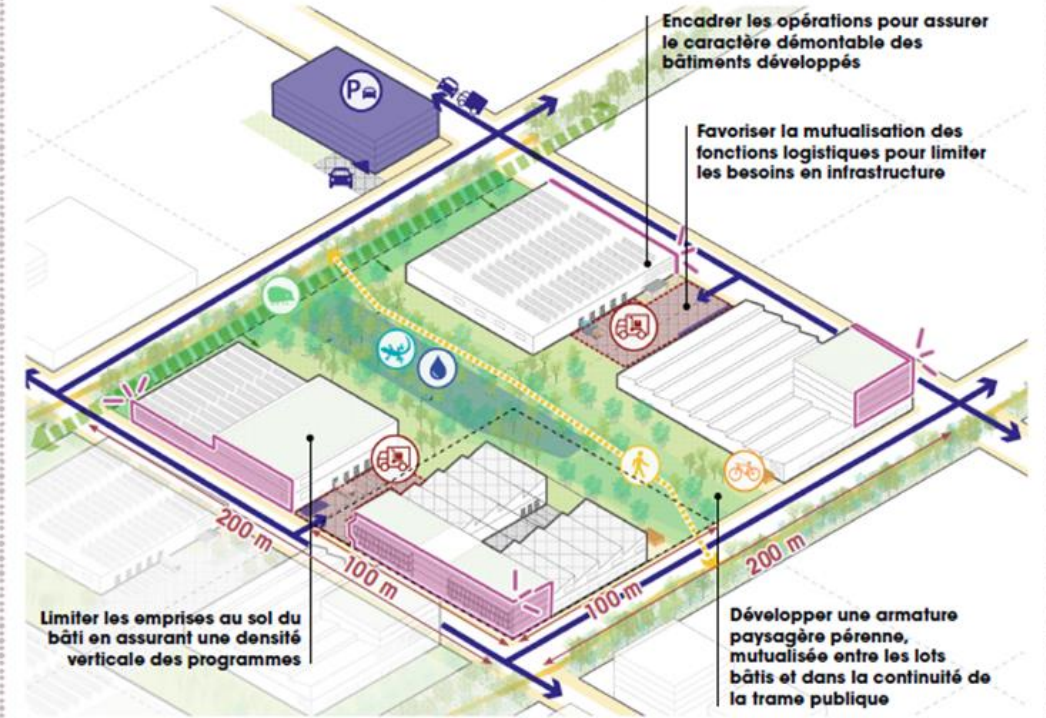 Encadrer les opérations pour assurer
le caractère démontable des
bâtiments développés
P
Favoriser la mutualisation des
fonctions logistiques pour limiter
les besoins en infrastructure
200 m
100 m
100 m
200 m
Limiter les emprises au sol du
bâti en assurant une densité
verticale des programmes
Développer une armature
paysagère pérenne,
mutualisée entre les lots
bâtis et dans la continuité de
la trame publique